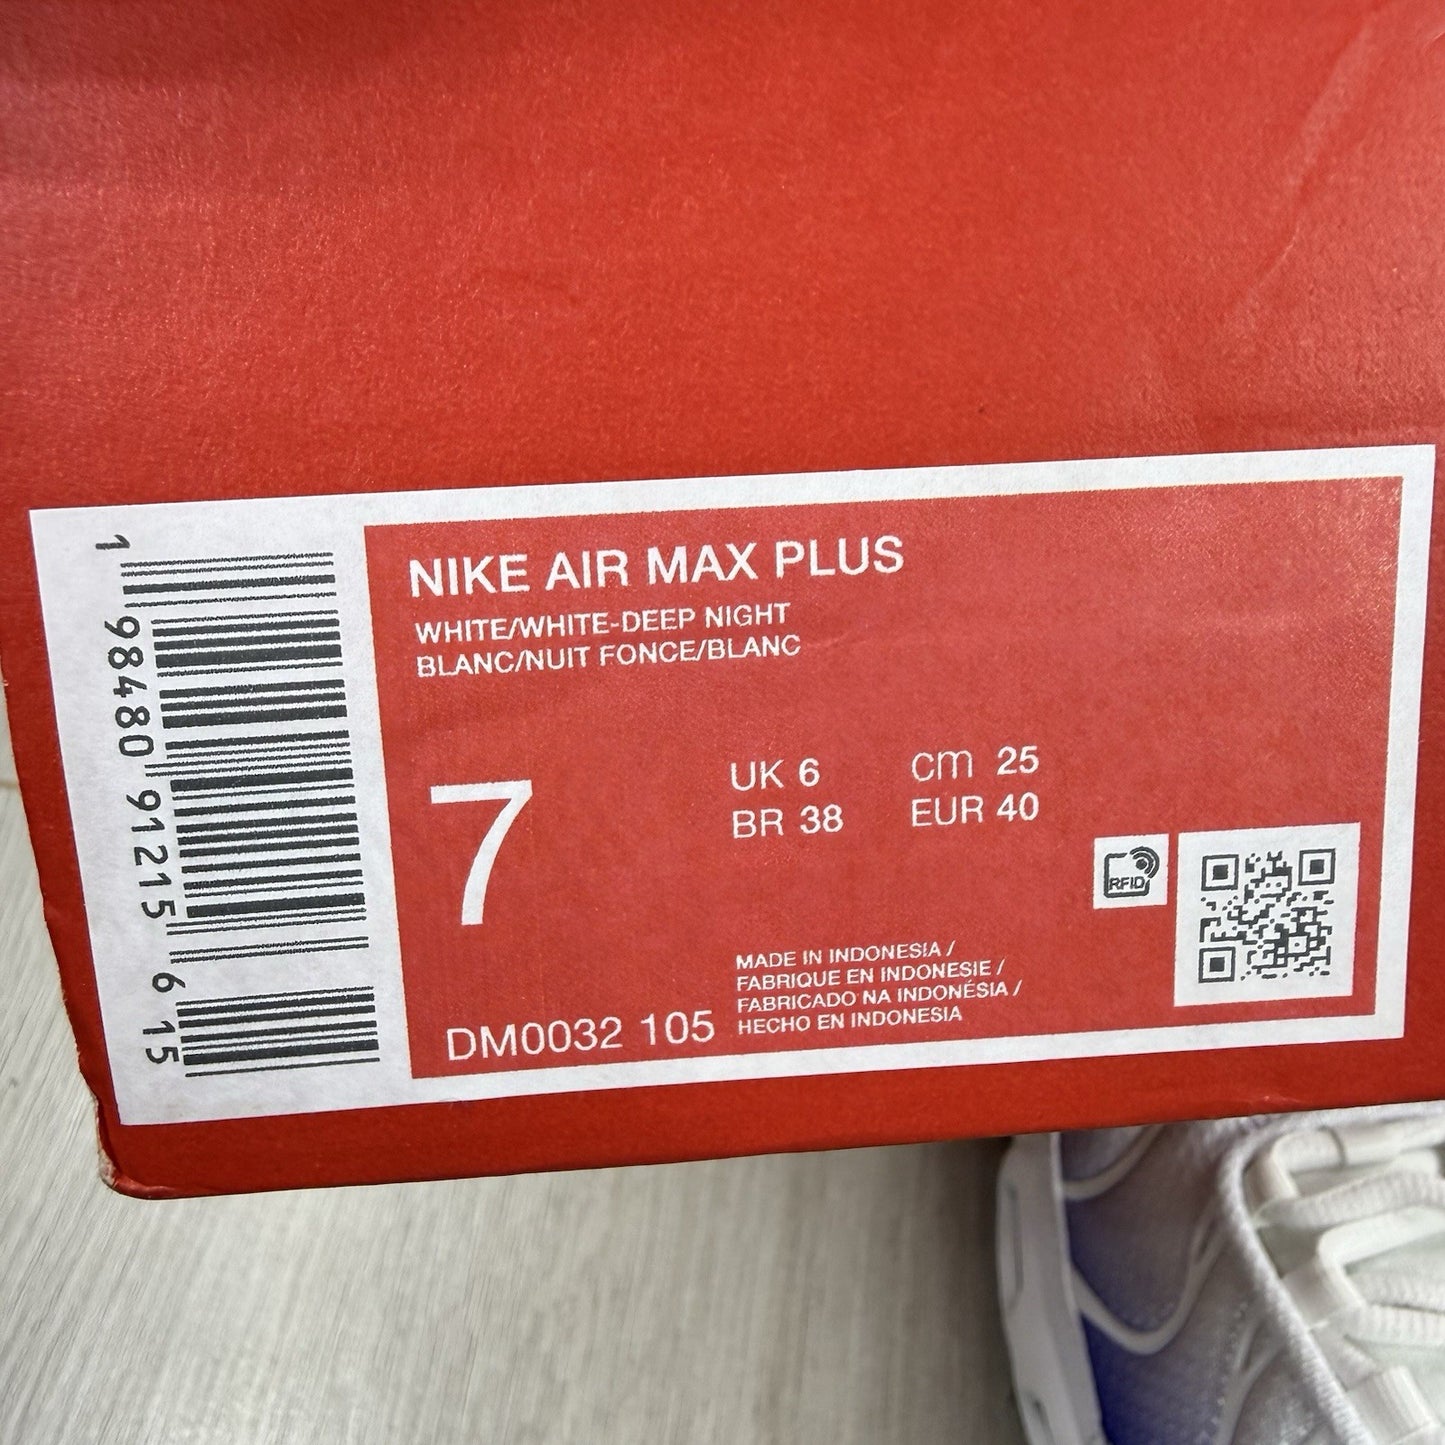 1 98480 91215 6 15
NIKE AIR MAX PLUS
WHITE/WHITE-DEEP NIGHT
BLANC/NUIT FONCE/BLANC
7
UK 6 cm 25
BR 38 EUR 40
RFID
MADE IN INDONESIA /
FABRIQUE EN INDONESIE /
FABRICADO NA INDONÉSIA /
HECHO EN INDONESIA
DM0032 105